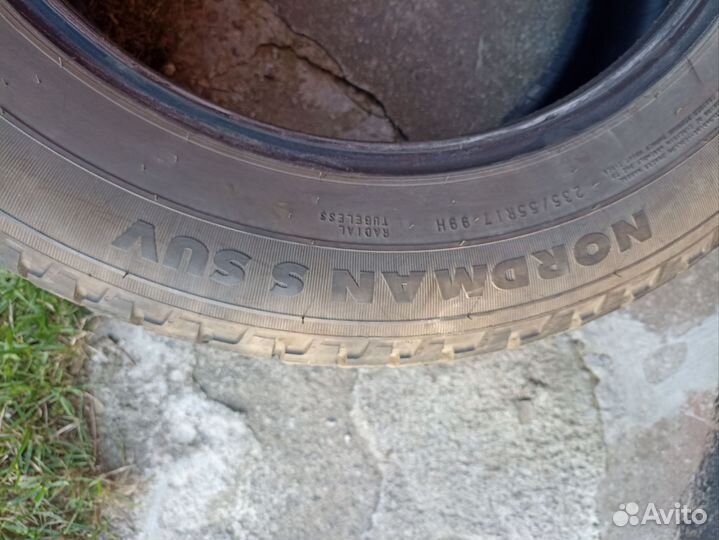 NORDMAN S SUV
235/55R17 99H
RADIAL
TUBELESS
Avito